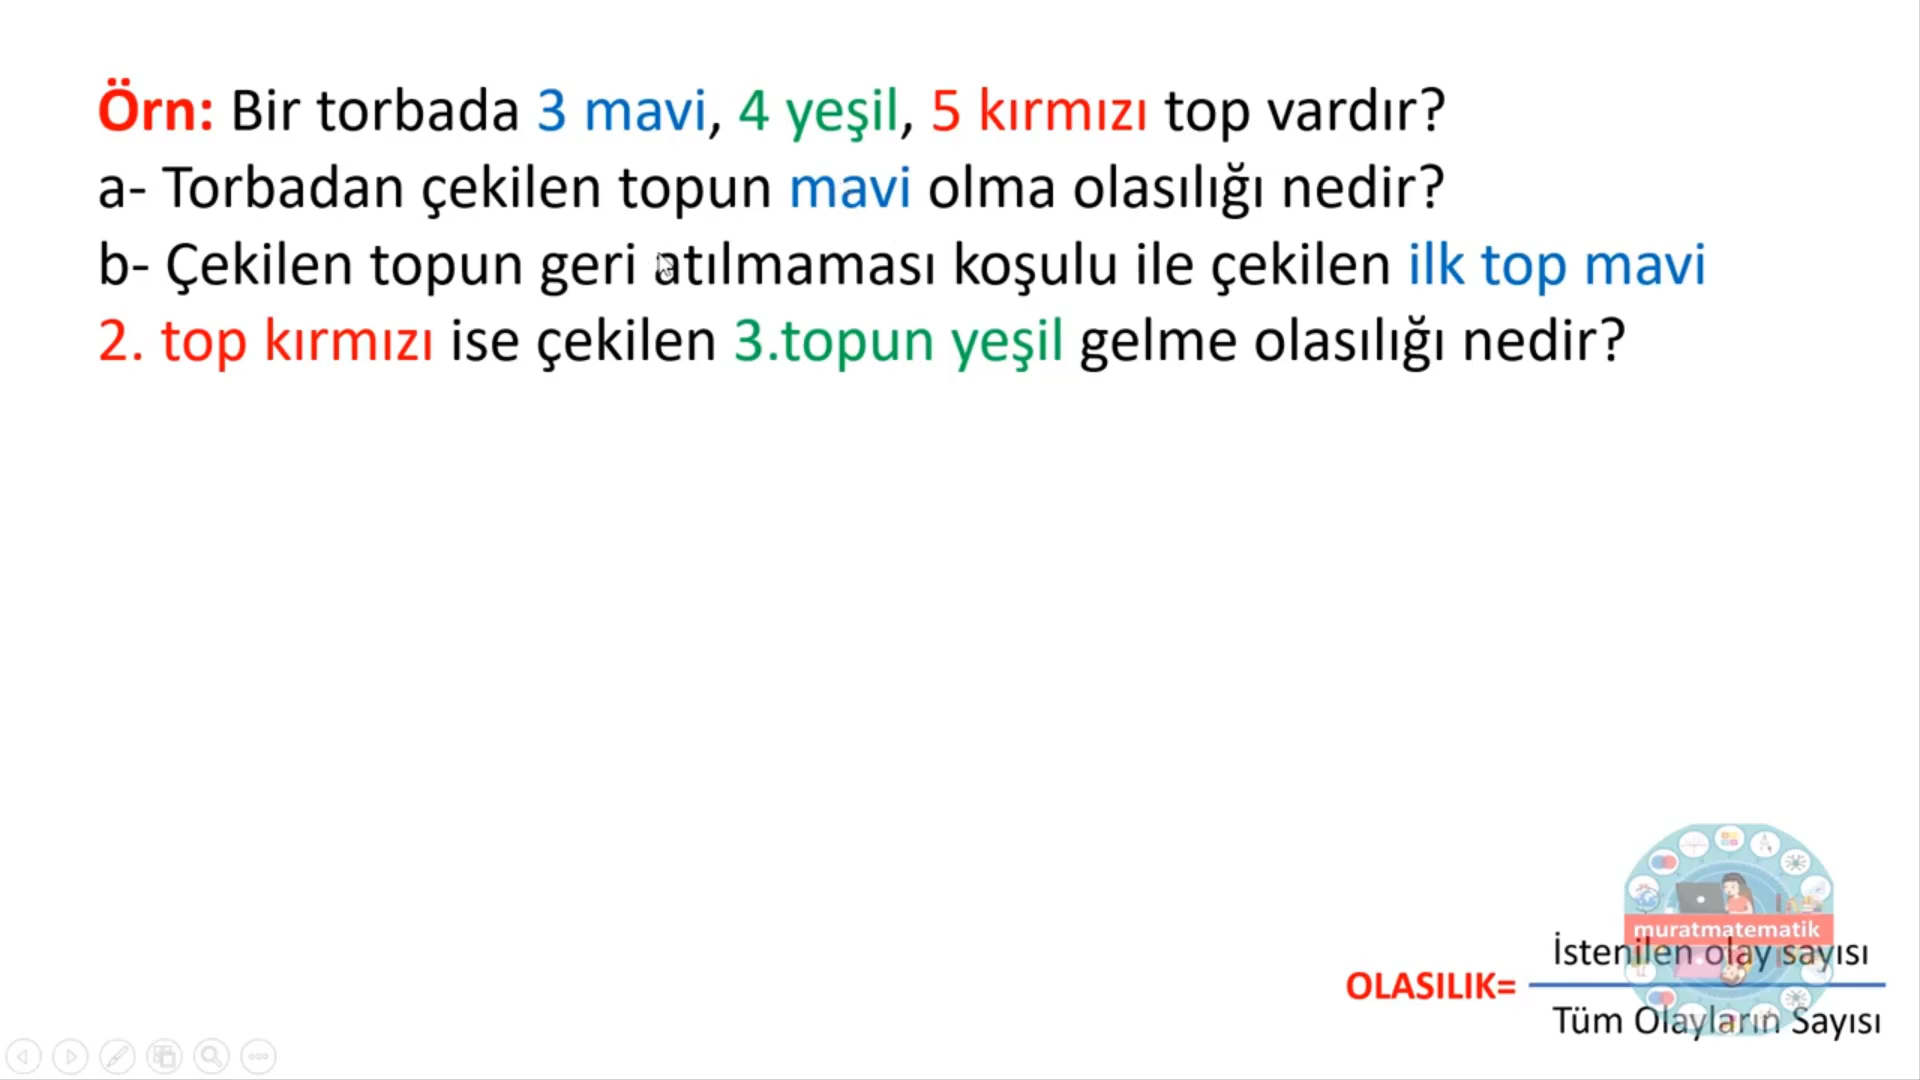 Örn: Bir torbada 3 mavi, 4 yeşil, 5 kırmızı top vardır?
a- Torbadan çekilen topun mavi olma olasılığı nedir?
b- Çekilen topun geri atılmaması koşulu ile çekilen ilk top mavi
2. top kırmızı ise çekilen 3.topun yeşil gelme olasılığı nedir?
muratmatematik
İstenilen olay sayısı
OLASILIK=
Tüm Olayların Sayısı